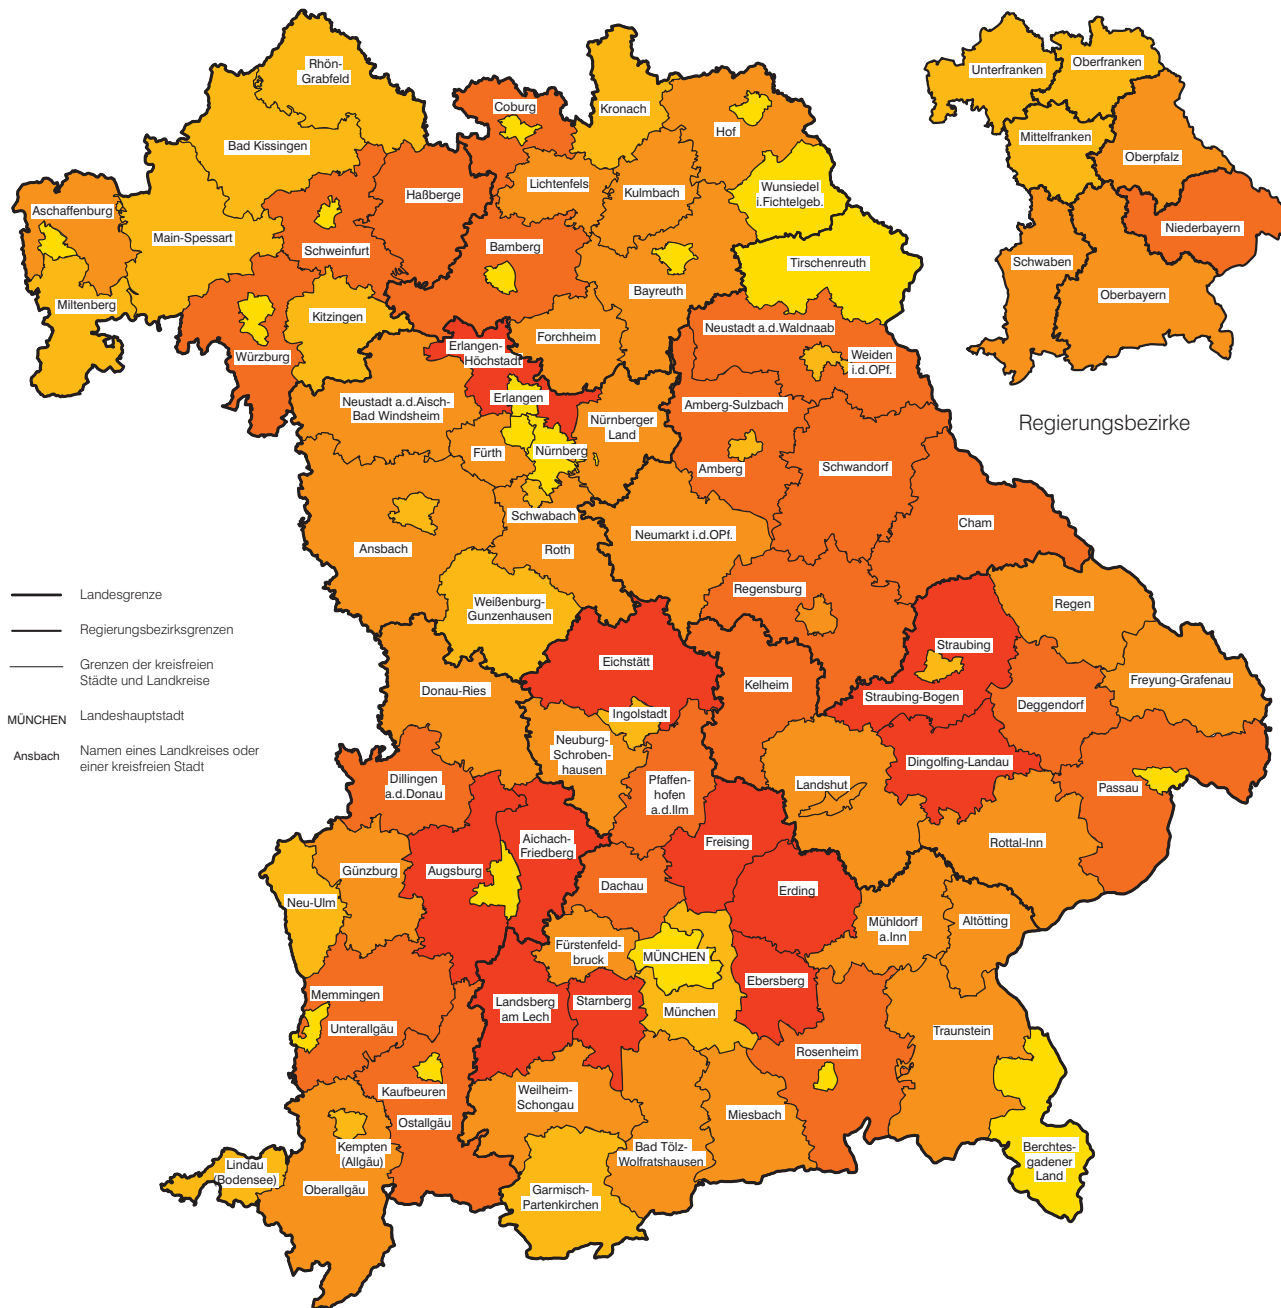 Rhön-
Grabfeld
Coburg
Kronach
Hof
Bad Kissingen
Lichtenfels
Kulmbach
Wunsiedel
i.Fichtelgeb.
Haßberge
Aschaffenburg
Main-Spessart
Schweinfurt
Bamberg
Tirschenreuth
Bayreuth
Miltenberg
Kitzingen
Würzburg
Forchheim
Erlangen-
Höchstadt
Neustadt a.d.Waldnaab
Weiden
i.d.OPf.
Neustadt a.d.Aisch-
Bad Windsheim
Erlangen
Nürnberger
Land
Amberg-Sulzbach
Fürth
Nürnberg
Amberg
Schwandorf
Schwabach
Ansbach
Roth
Neumarkt i.d.OPf.
Cham
Weißenburg-
Gunzenhausen
Regensburg
Regen
Eichstätt
Straubing
Donau-Ries
Kelheim
Straubing-Bogen
Freyung-Grafenau
Deggendorf
Ingolstadt
Neuburg-
Schroben-
hausen
Dingolfing-Landau
Dillingen
a.d.Donau
Pfaffen-
hofen
a.d.Ilm
Landshut
Passau
Aichach-
Friedberg
Freising
Rottal-Inn
Günzburg
Augsburg
Dachau
Erding
Neu-Ulm
Mühldorf
a.Inn
Altötting
Fürstenfeld-
bruck
MÜNCHEN
Ebersberg
Memmingen
Landsberg
am Lech
Starnberg
München
Unterallgäu
Traunstein
Rosenheim
Kaufbeuren
Weilheim-
Schongau
Miesbach
Ostallgäu
Kempten
(Allgäu)
Bad Tölz-
Wolfratshausen
Berchtes-
gadener
Land
Lindau
(Bodensee)
Oberallgäu
Garmisch-
Partenkirchen
Unterfranken
Oberfranken
Mittelfranken
Oberpfalz
Niederbayern
Schwaben
Oberbayern
Regierungsbezirke
Landesgrenze
Regierungsbezirksgrenzen
Grenzen der kreisfreien
Städte und Landkreise
MÜNCHEN Landeshauptstadt
Ansbach Namen eines Landkreises oder
einer kreisfreien Stadt